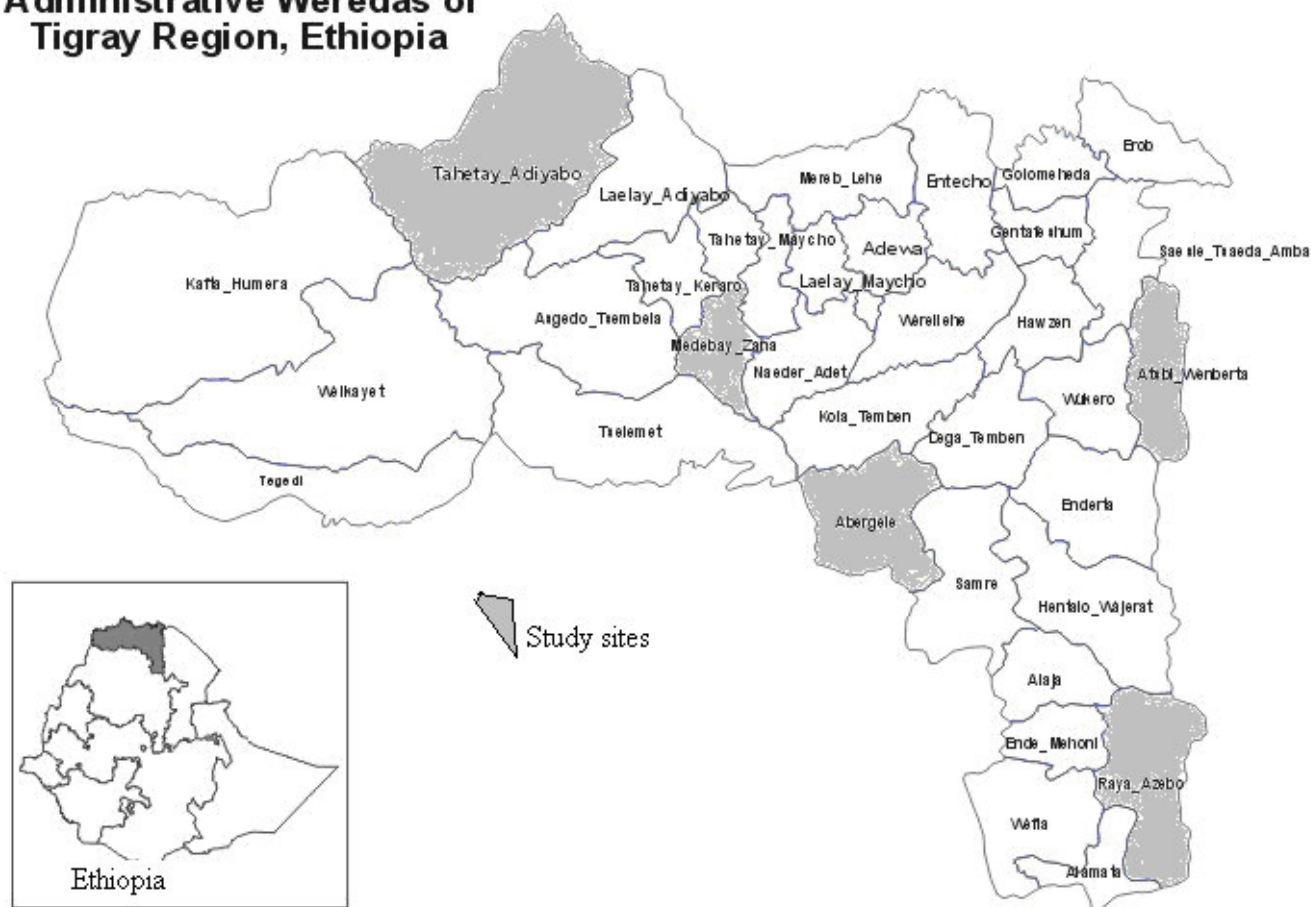 Administrative Weredas of
Tigray Region, Ethiopia
Erob
Tahetay_Adiyabo
Mereb_Lehe
Entecho
Golomeheda
Laelay_Adiyabo
Tahetay_Maycho
Adewa
Gentafeshum
Saesie_Tsaeda_Amba
Kafta_Humera
Tahetay_Keraro
Laelay_Maycho
Asgedo_Tsembela
Wereilehe
Hawzen
Medebay_Zana
Naeder_Adet
Atsbi_Wenberta
Welkayet
Wukero
Kola_Temben
Tselemet
Dega_Temben
Tegedi
Enderta
Abergele
Samre
Hentalo_Wajerat
Study sites
Alaja
Ende_Mehoni
Raya_Azebo
Wefla
Alamata
Ethiopia